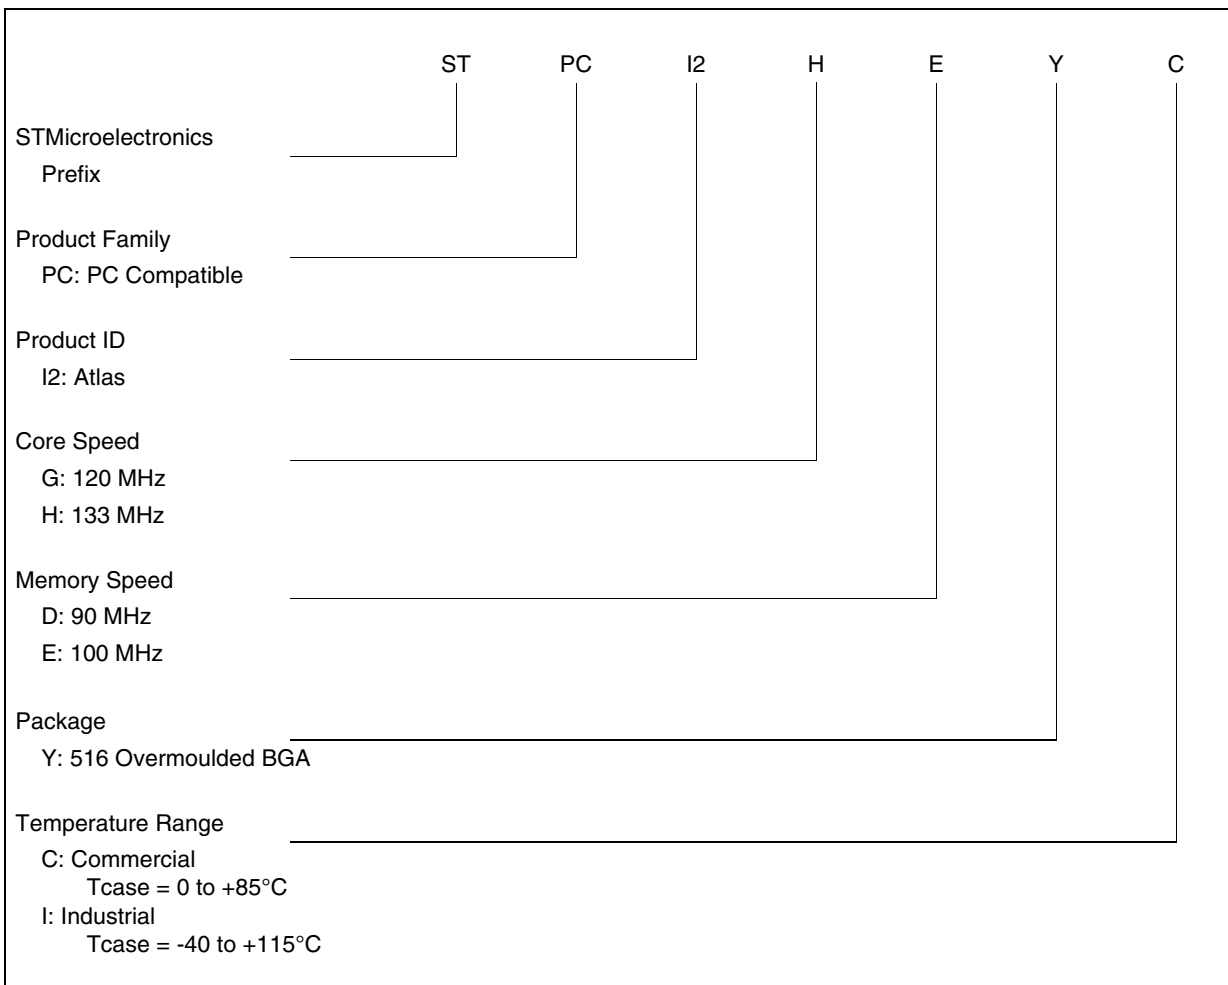 ST PC I2 H E Y C
STMicroelectronics
Prefix
Product Family
PC: PC Compatible
Product ID
I2: Atlas
Core Speed
G: 120 MHz
H: 133 MHz
Memory Speed
D: 90 MHz
E: 100 MHz
Package
Y: 516 Overmoulded BGA
Temperature Range
C: Commercial
Tcase = 0 to +85°C
I: Industrial
Tcase = -40 to +115°C